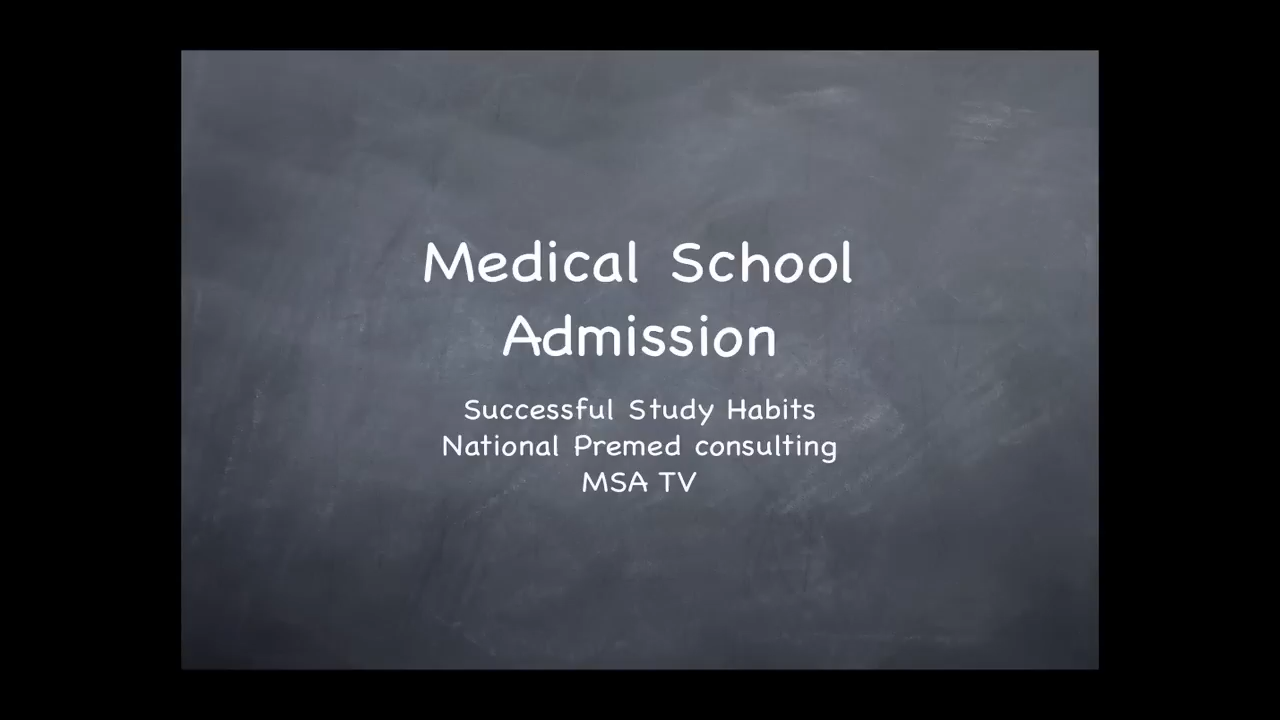 Medical School
Admission
Successful Study Habits
National Premed consulting
MSA TV